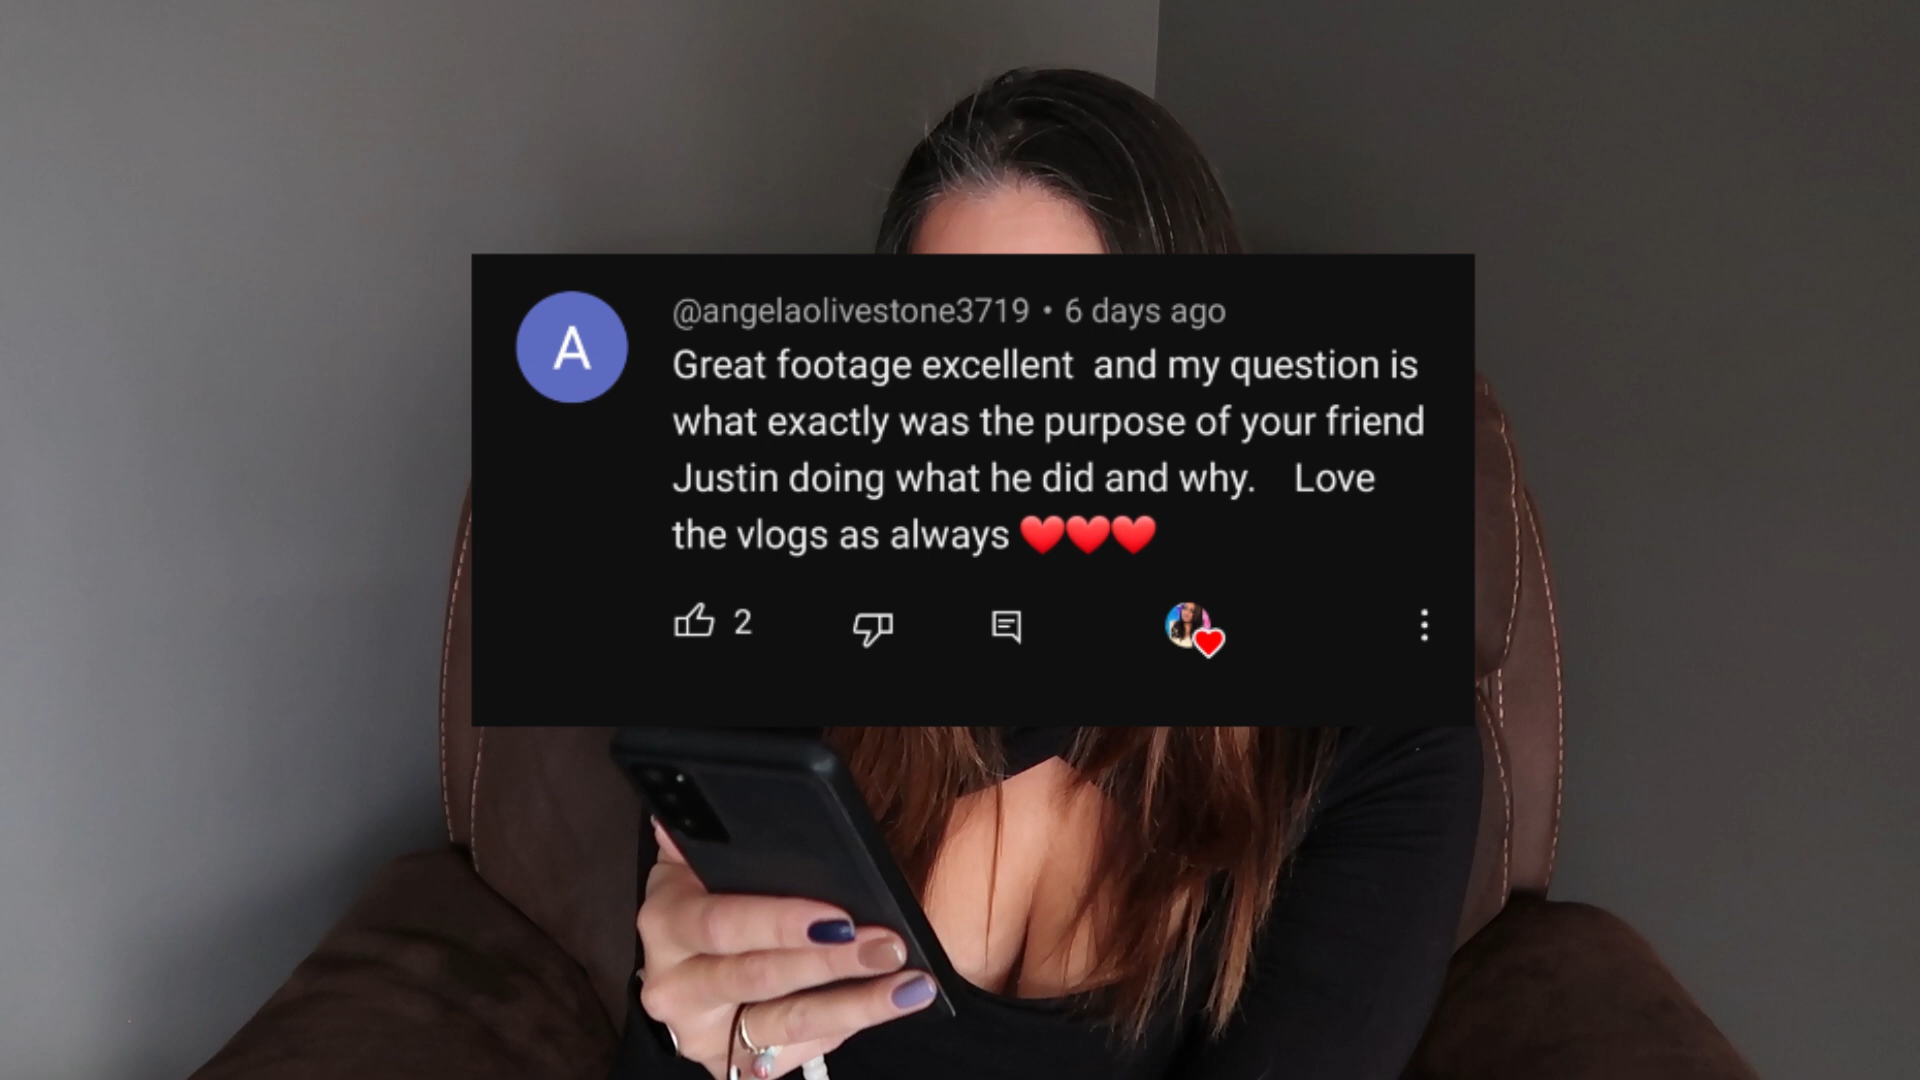 A
@angelaolivestone3719 • 6 days ago
Great footage excellent  and my question is
what exactly was the purpose of your friend
Justin doing what he did and why.    Love
the vlogs as always ❤️❤️❤️
2